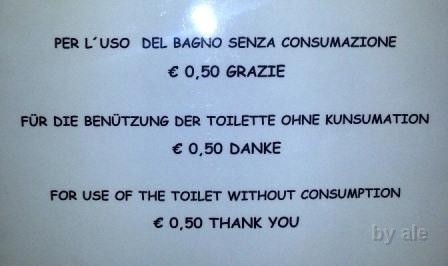 PER L´USO DEL BAGNO SENZA CONSUMAZIONE
€ 0,50 GRAZIE
FÜR DIE BENÜTZUNG DER TOILETTE OHNE KUNSUMATION
€ 0,50 DANKE
FOR USE OF THE TOILET WITHOUT CONSUMPTION
€ 0,50 THANK YOU
by ale